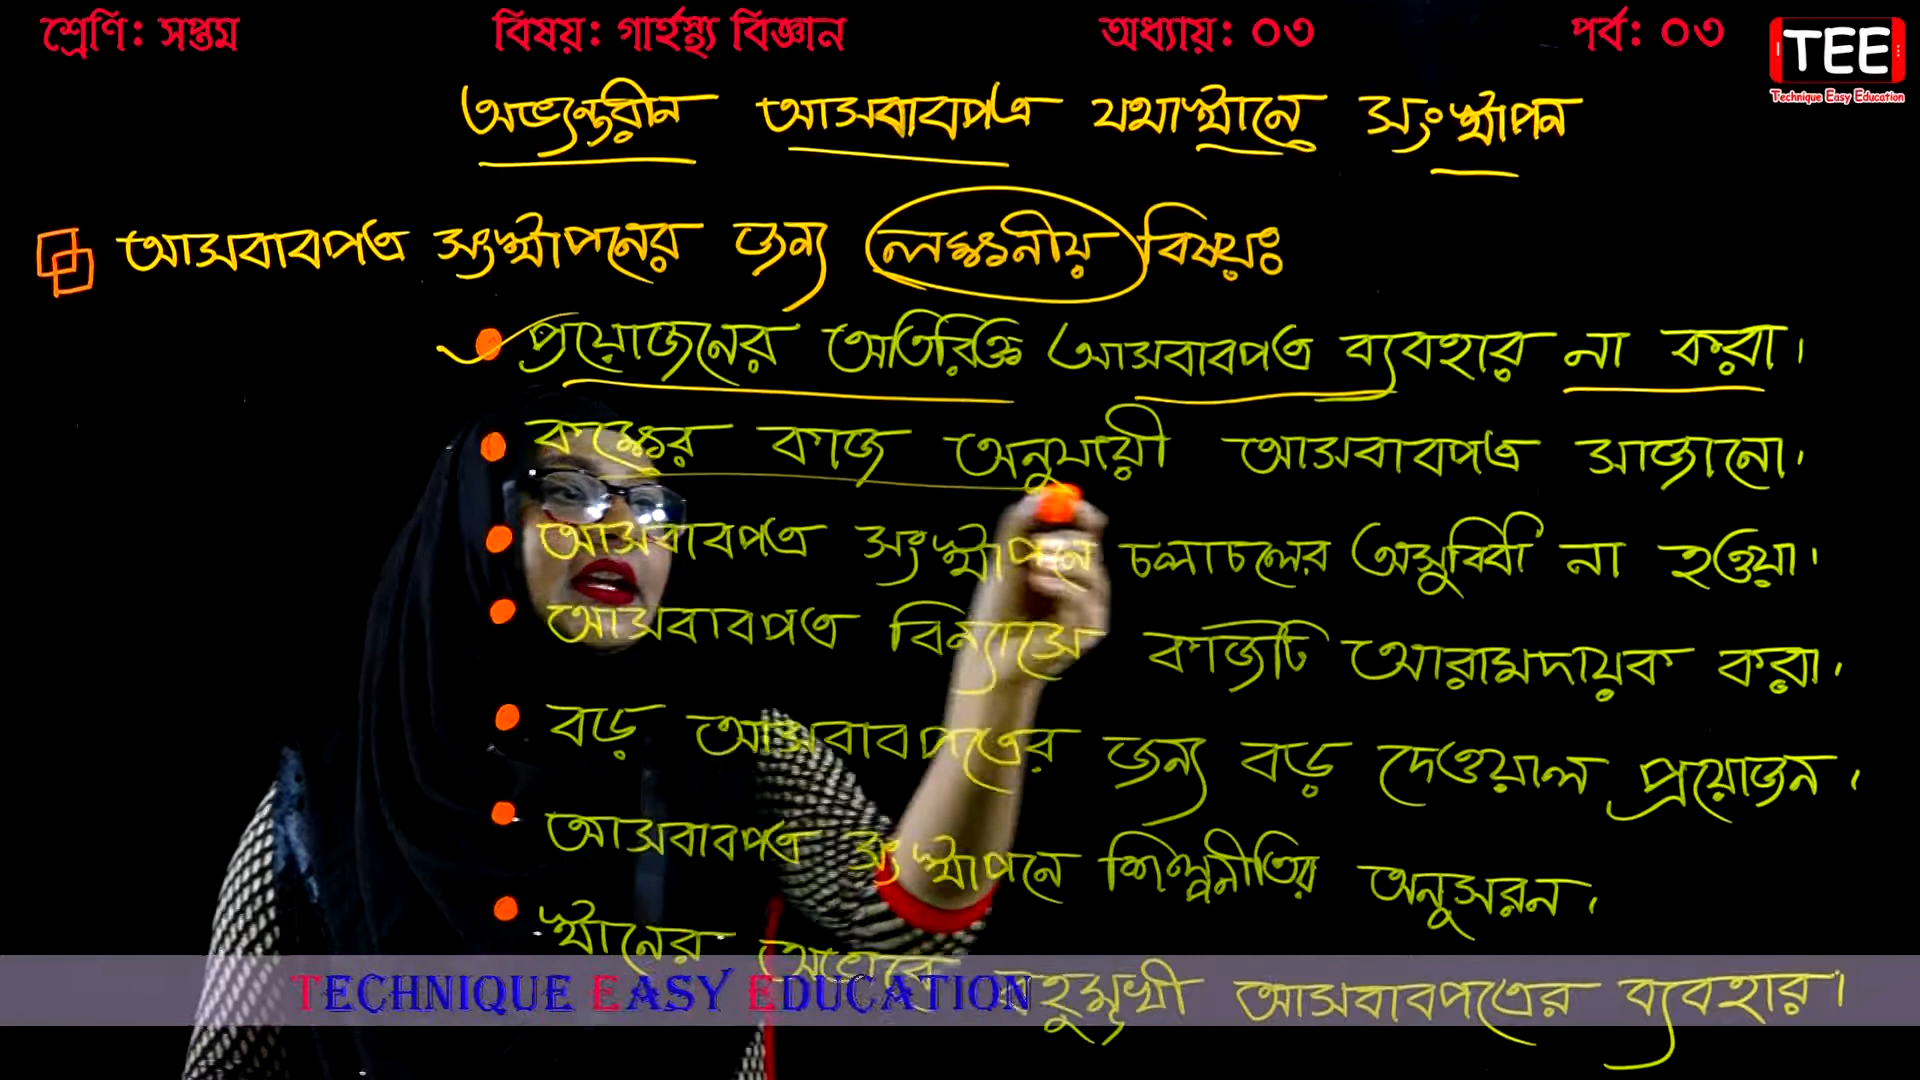 শ্রেণি: সপ্তম বিষয়: গার্হস্থ্য বিজ্ঞান অধ্যায়: ০৩ পর্ব: ০৩
TEE
Technique Easy Education
অভ্যন্তরীন আসবাবপত্র যথাস্থানে সংস্থাপন
আসবাবপত্র সংস্থাপনের জন্য লক্ষনীয় বিষয়ঃ
প্রয়োজনের অতিরিক্ত আসবাবপত্র ব্যবহার না করা।
কক্ষের কাজ অনুযায়ী আসবাবপত্র সাজানো।
আসবাবপত্র সংস্থাপনে চলাচলের অসুবিধা না হওয়া।
আসবাবপত্র বিন্যাসে কাজটি আরামদায়ক করা।
বড় আসবাবপত্রের জন্য বড় দেওয়াল প্রয়োজন।
আসবাবপত্র সংস্থাপনে শিল্পনীতির অনুসরন।
স্থানের অভাবে বহুমুখী আসবাবপত্রের ব্যবহার।
TECHNIQUE EASY EDUCATION